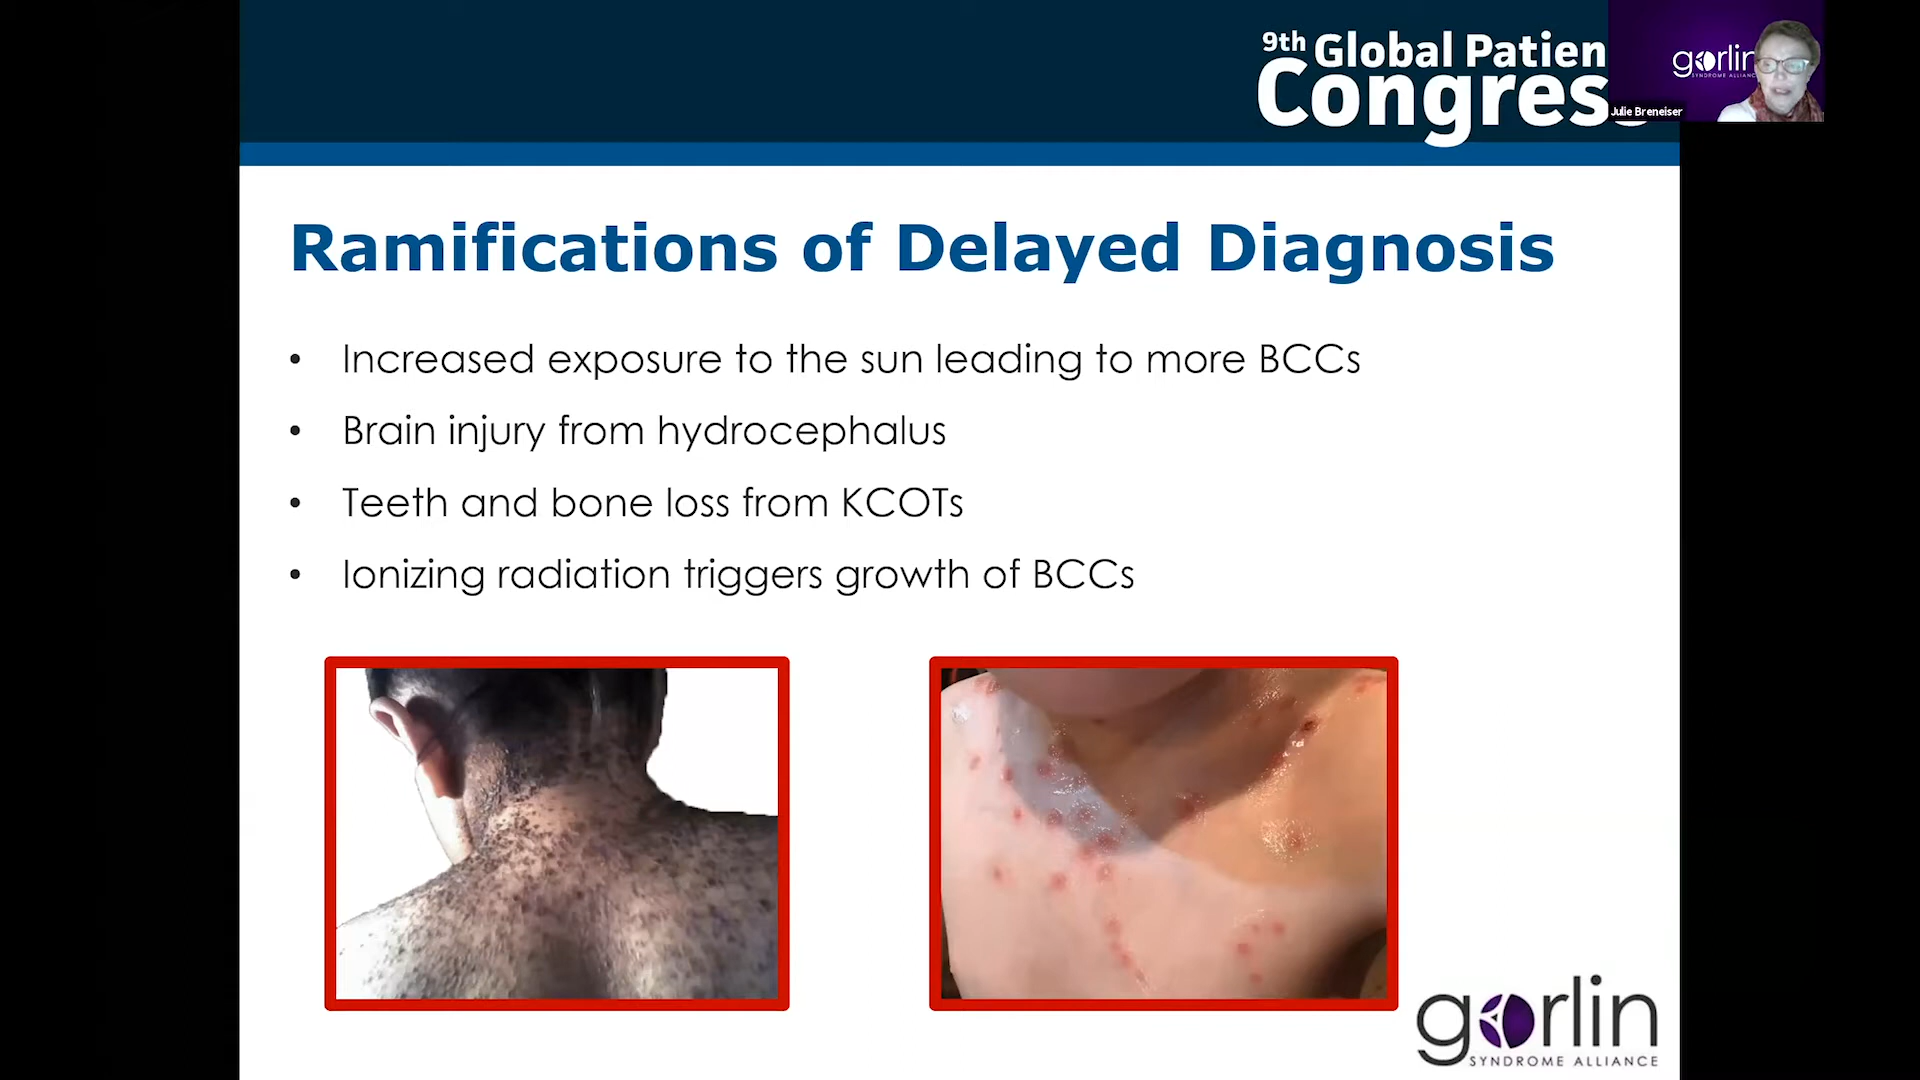 9th Global Patien
Congres
gorlin
SYNDROME ALLIANC
Julie Breneiser
Ramifications of Delayed Diagnosis
• Increased exposure to the sun leading to more BCCs
• Brain injury from hydrocephalus
• Teeth and bone loss from KCOTs
• Ionizing radiation triggers growth of BCCs
gorlin
SYNDROME ALLIANCE